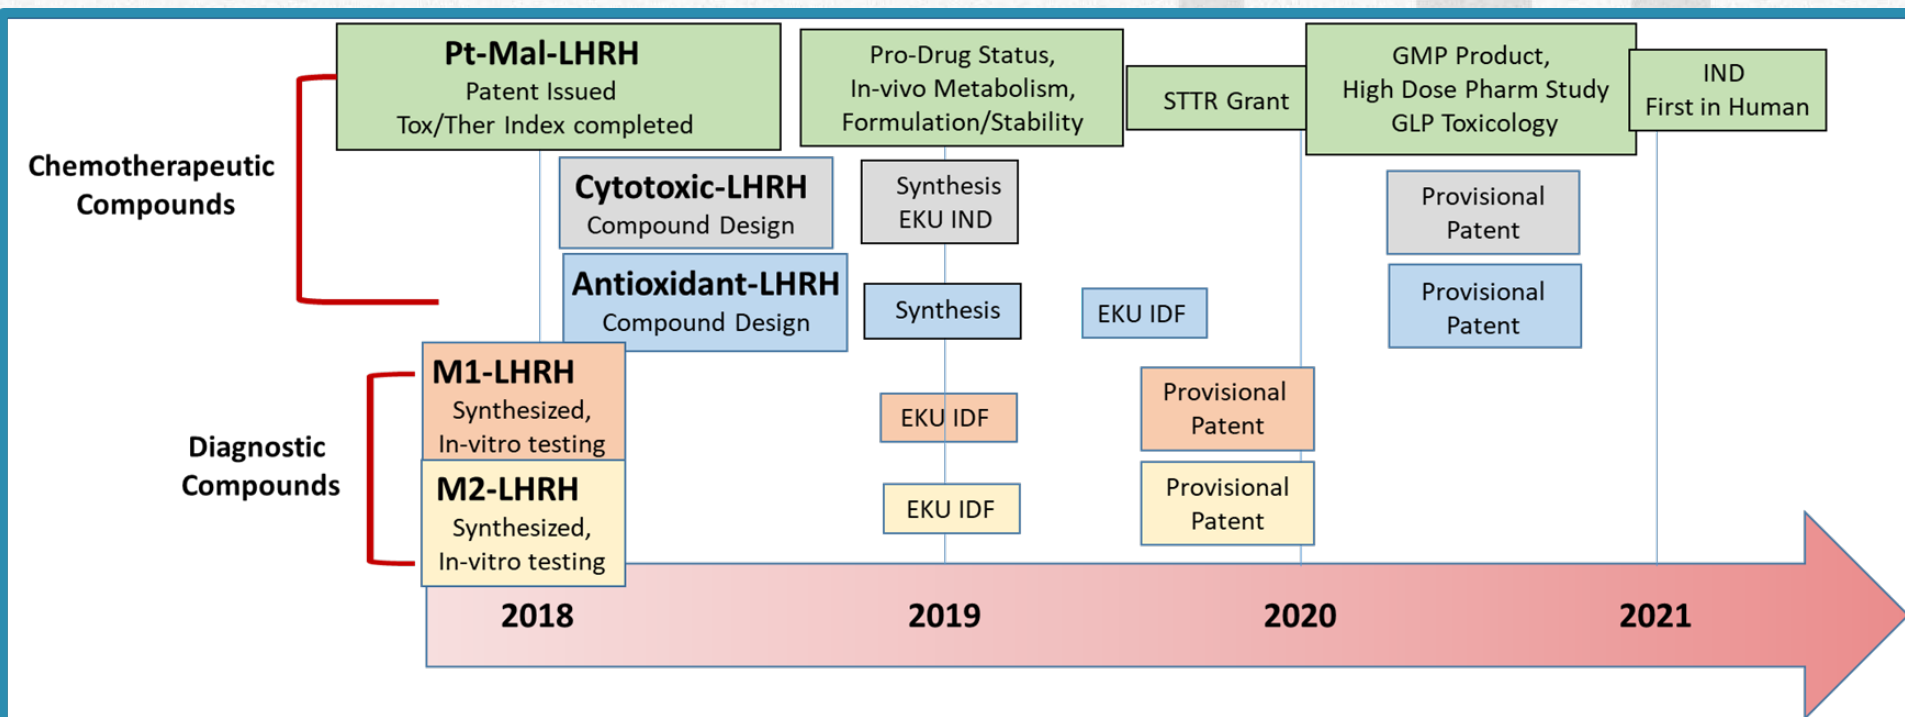 Pt-Mal-LHRH
Patent Issued
Tox/Ther Index completed
Pro-Drug Status,
In-vivo Metabolism,
Formulation/Stability
STTR Grant
GMP Product,
High Dose Pharm Study
GLP Toxicology
IND
First in Human
Chemotherapeutic
Compounds
Cytotoxic-LHRH
Compound Design
Synthesis
EKU IND
Provisional
Patent
Antioxidant-LHRH
Compound Design
Synthesis
EKU IDF
Provisional
Patent
Diagnostic
Compounds
M1-LHRH
Synthesized,
In-vitro testing
EKU IDF
Provisional
Patent
M2-LHRH
Synthesized,
In-vitro testing
EKU IDF
Provisional
Patent
2018
2019
2020
2021